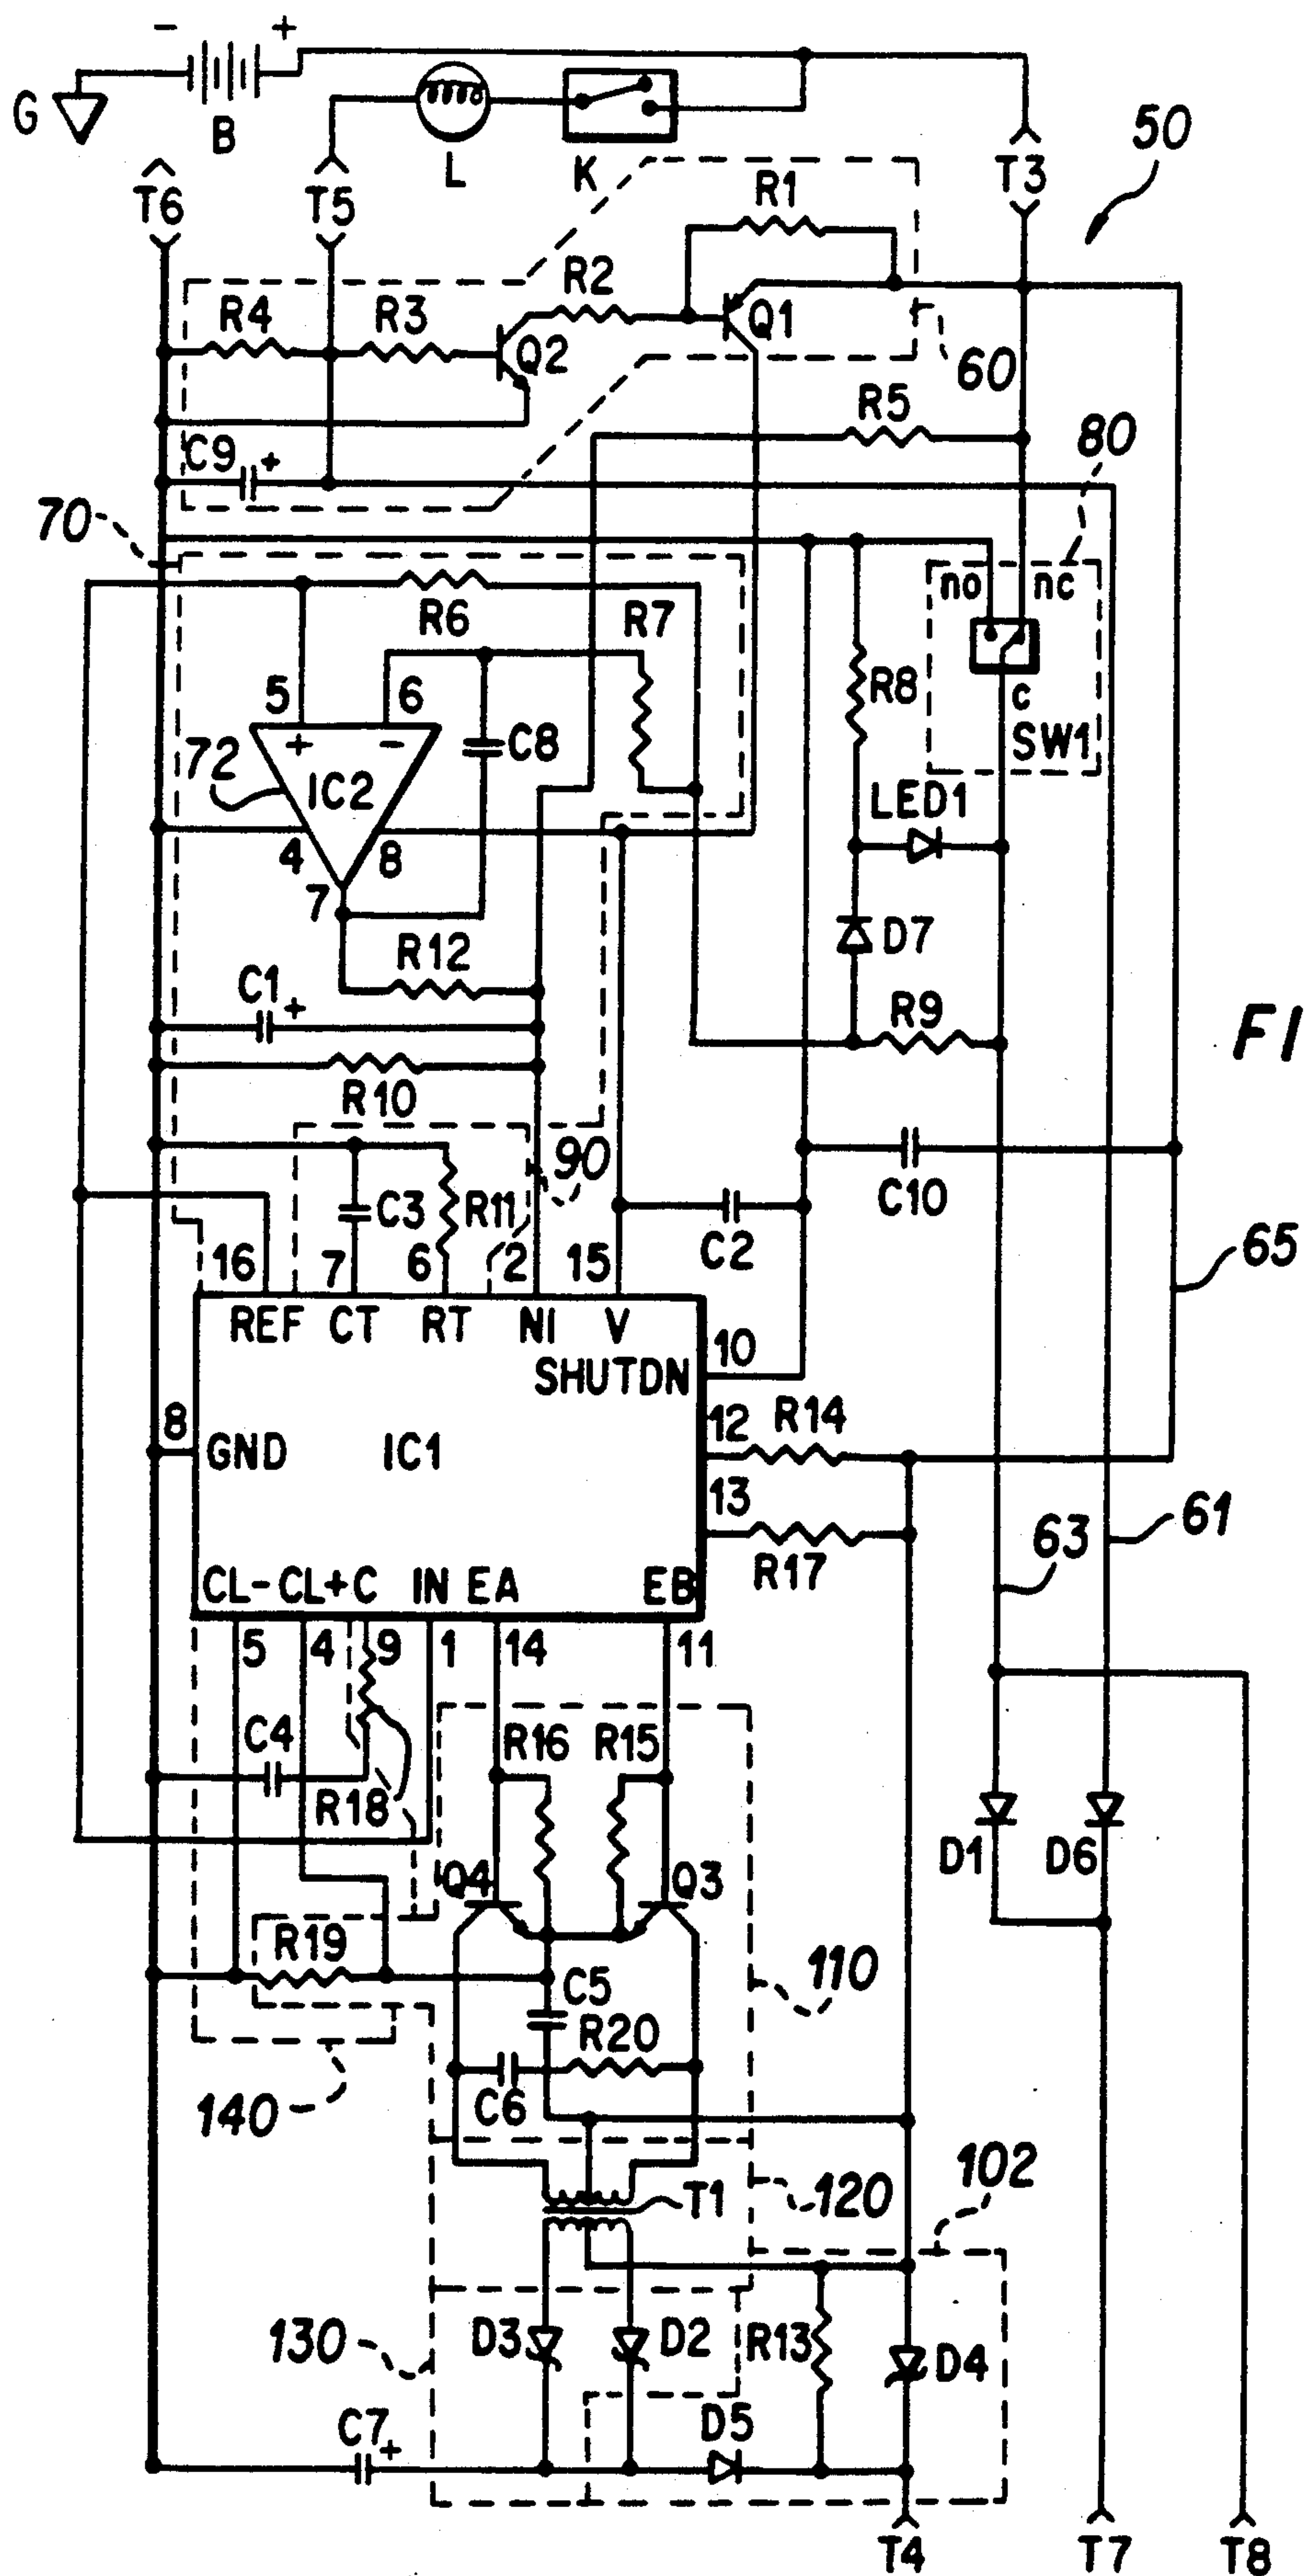 - +
G
B
L
K
50
T6
T5
T3
R1
R2
R4
R3
Q2
Q1
60
R5
80
C9 +
70
no nc
R6
R7
5
6
R8
c
SW1
+ -
C8
72
IC2
LED1
4
8
7
D7
R12
C1 +
R9
FI
R10
90
C3
R11
C10
16
7
6
2
15
C2
65
REF CT RT NI V
10
SHUTDN
12
R14
8
GND
IC1
13
R17
63
61
CL- CL+ C IN EA EB
5
4
9
1
14
11
C4
R16
R15
R18
D1
D6
Q4
Q3
R19
C5
110
R20
C6
140
102
T1
120
130
D3
D2
R13
D4
D5
C7 +
T4
T7
T8